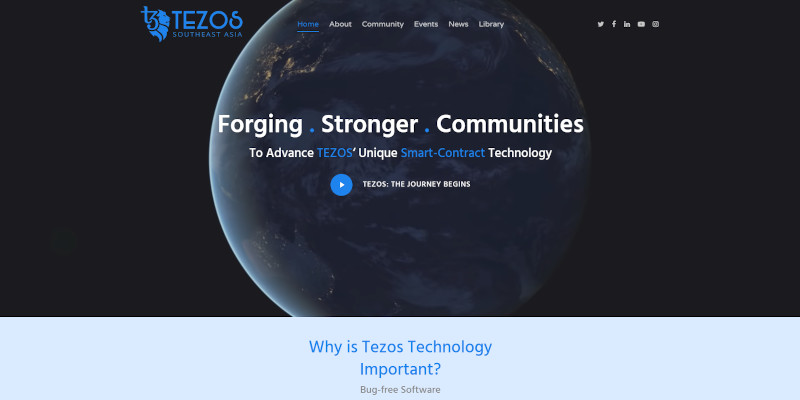 TEZOS
SOUTHEAST ASIA
Home About Community Events News Library
Forging . Stronger . Communities
To Advance TEZOS' Unique Smart-Contract Technology
TEZOS: THE JOURNEY BEGINS
Why is Tezos Technology
Important?
Bug-free Software